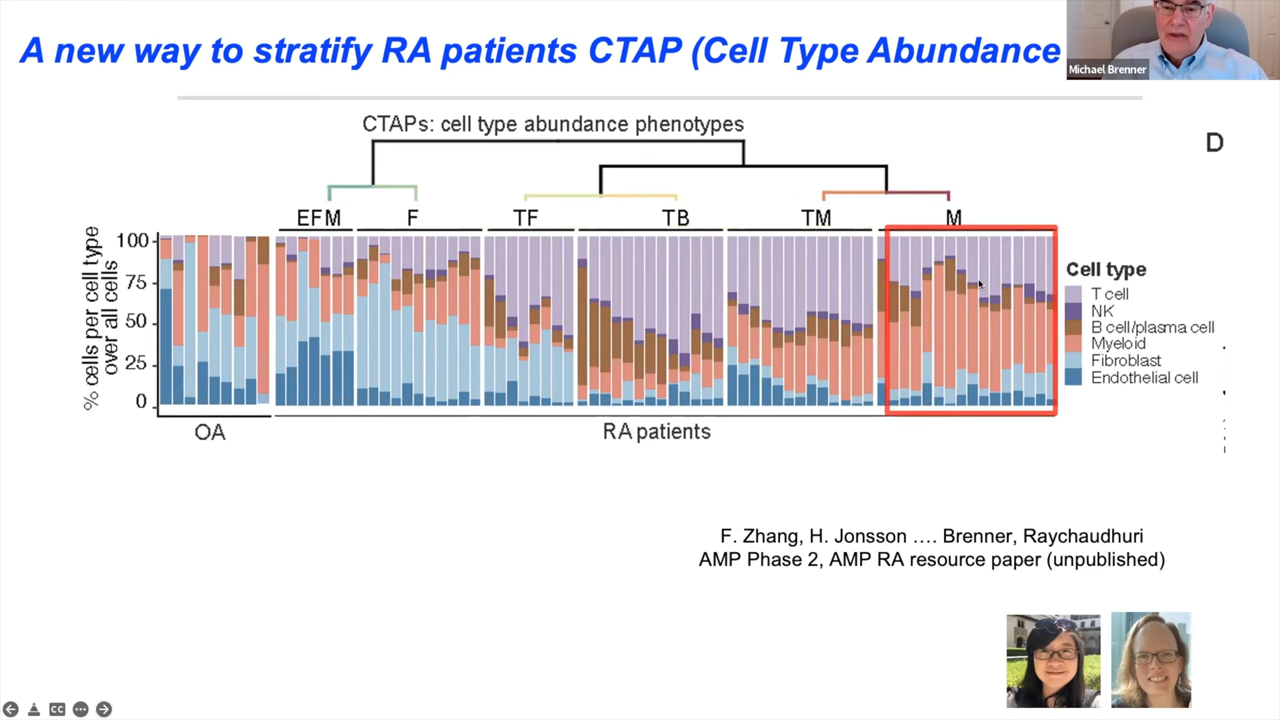 A new way to stratify RA patients CTAP (Cell Type Abundance
Michael Brenner
CTAPs: cell type abundance phenotypes
D
EFM F TF TB TM M
% cells per cell type
over all cells
100
75
50
25
0
Cell type
T cell
NK
B cell/plasma cell
Myeloid
Fibroblast
Endothelial cell
OA
RA patients
F. Zhang, H. Jonsson .... Brenner, Raychaudhuri
AMP Phase 2, AMP RA resource paper (unpublished)
CC